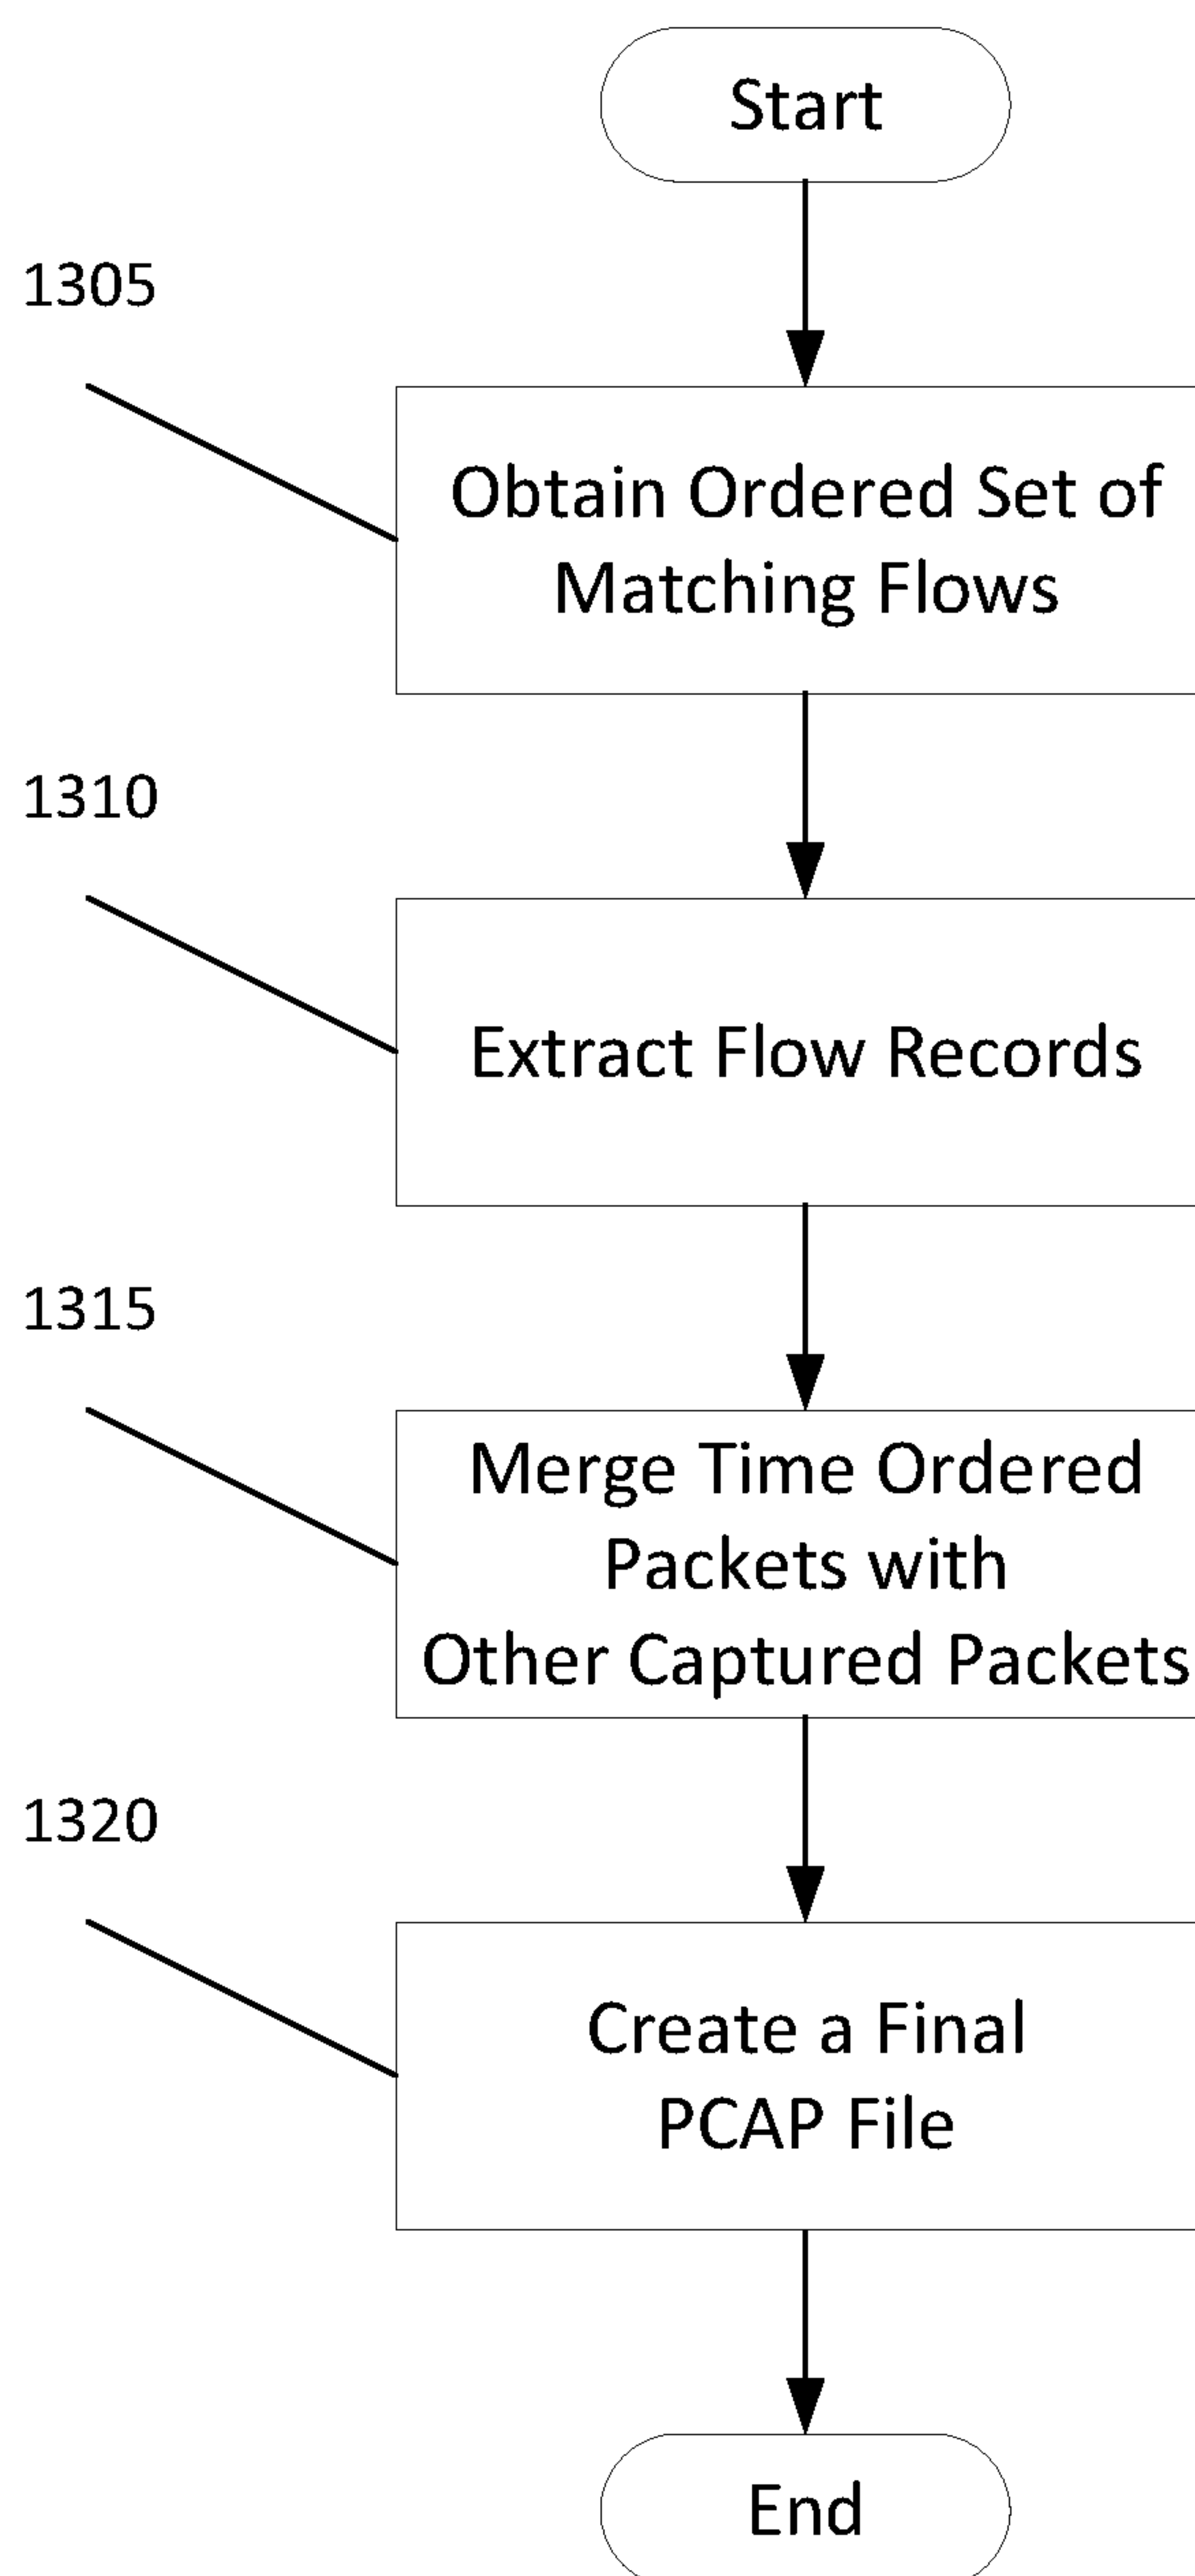 Start
1305
Obtain Ordered Set of
Matching Flows
1310
Extract Flow Records
1315
Merge Time Ordered
Packets with
Other Captured Packets
1320
Create a Final
PCAP File
End